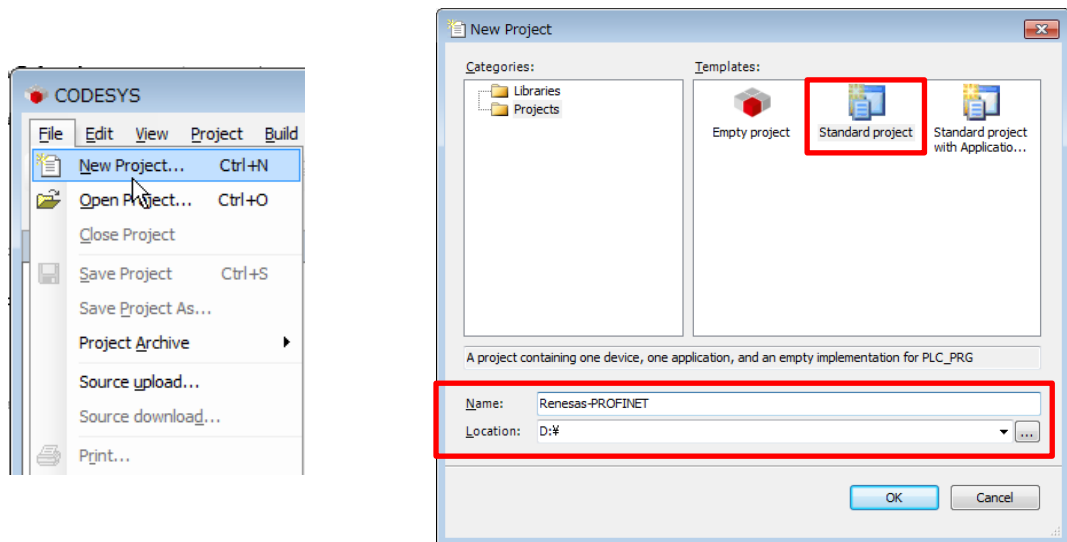 CODESYS
File Edit View Project Build
New Project... Ctrl+N
Open Project... Ctrl+O
Close Project
Save Project Ctrl+S
Save Project As...
Project Archive
Source upload...
Source download...
Print...
New Project
Categories: Templates:
Libraries
Projects
Empty project Standard project Standard project
with Applicatio...
A project containing one device, one application, and an empty implementation for PLC_PRG
Name: Renesas-PROFINET
Location: D:¥ ...
OK Cancel